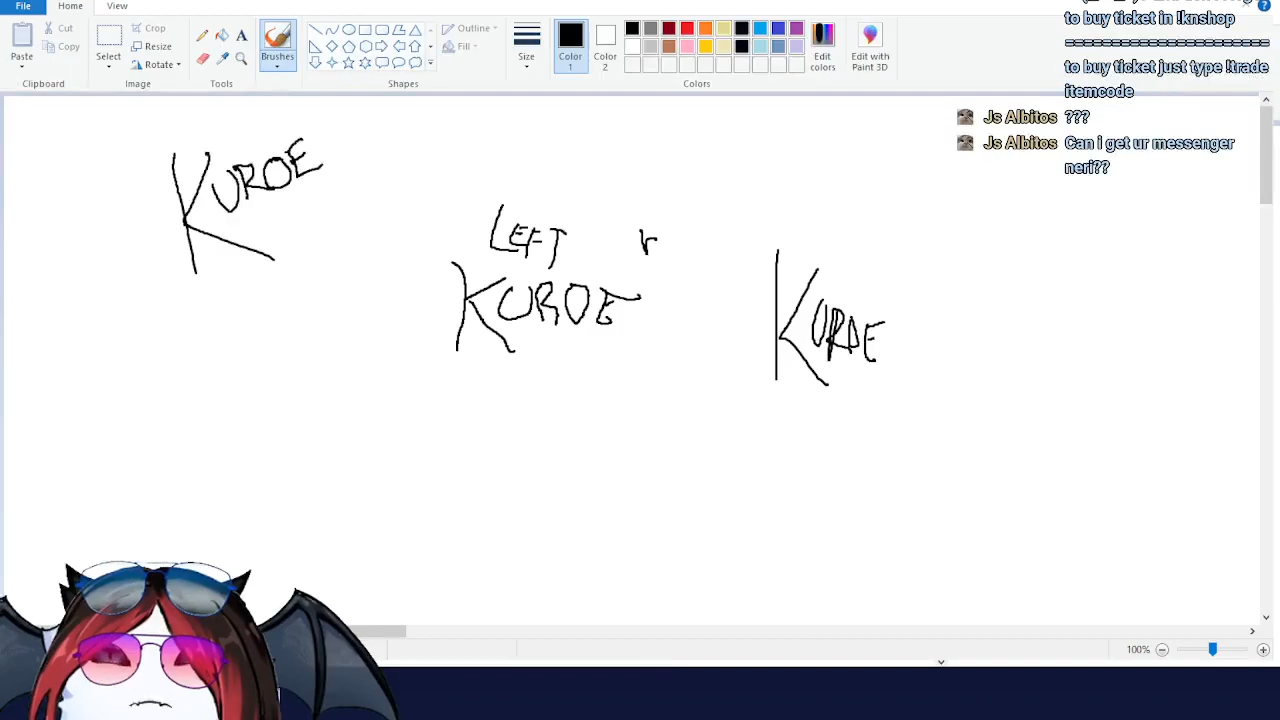 File
Home
View
Paste
Cut
Copy
Clipboard
Select
Crop
Resize
Rotate
Image
A
Tools
Brushes
Outline
Fill
Shapes
Size
Color
1
Color
2
Edit
colors
Edit with
Paint 3D
Colors
to buy ticket in !kashop
======================
to buy ticket just type !trade
itemcode
Js Albitos ???
Js Albitos Can i get ur messenger
neri??
KUROE
LEFT
KUROE
KUROE
100%